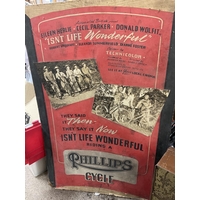 EILEEN HERLIE CECIL PARKER DONALD WOLFIT
"ISN'T LIFE Wonderful"
TECHNICOLOR
THEY SAID
IT Then
THEY SAY IT Now
ISN'T LIFE WONDERFUL
RIDING A
PHILLIPS
CYCLE